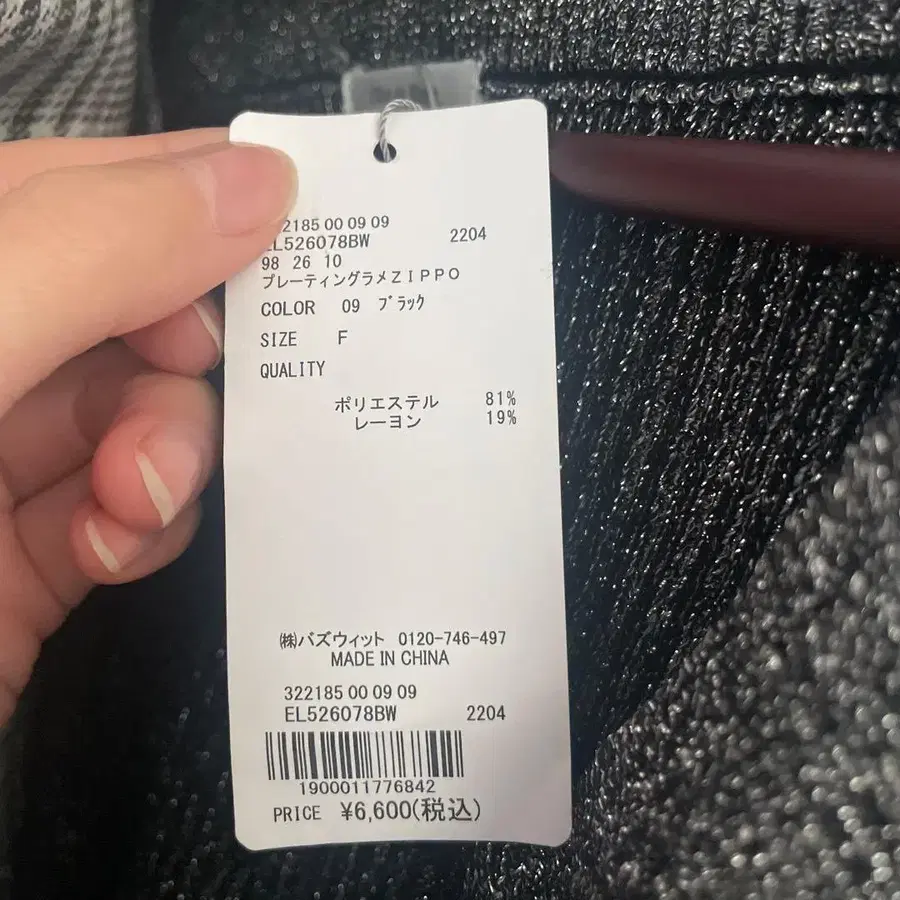 2185 00 09 09
EL526078BW 2204
98 26 10
プレーティングラメZIPPO
COLOR 09 ブラック
SIZE F
QUALITY
ポリエステル 81%
レーヨン 19%
㈱バズウィット 0120-746-497
MADE IN CHINA
322185 00 09 09
EL526078BW 2204
1900011776842
PRICE ¥6,600(税込)